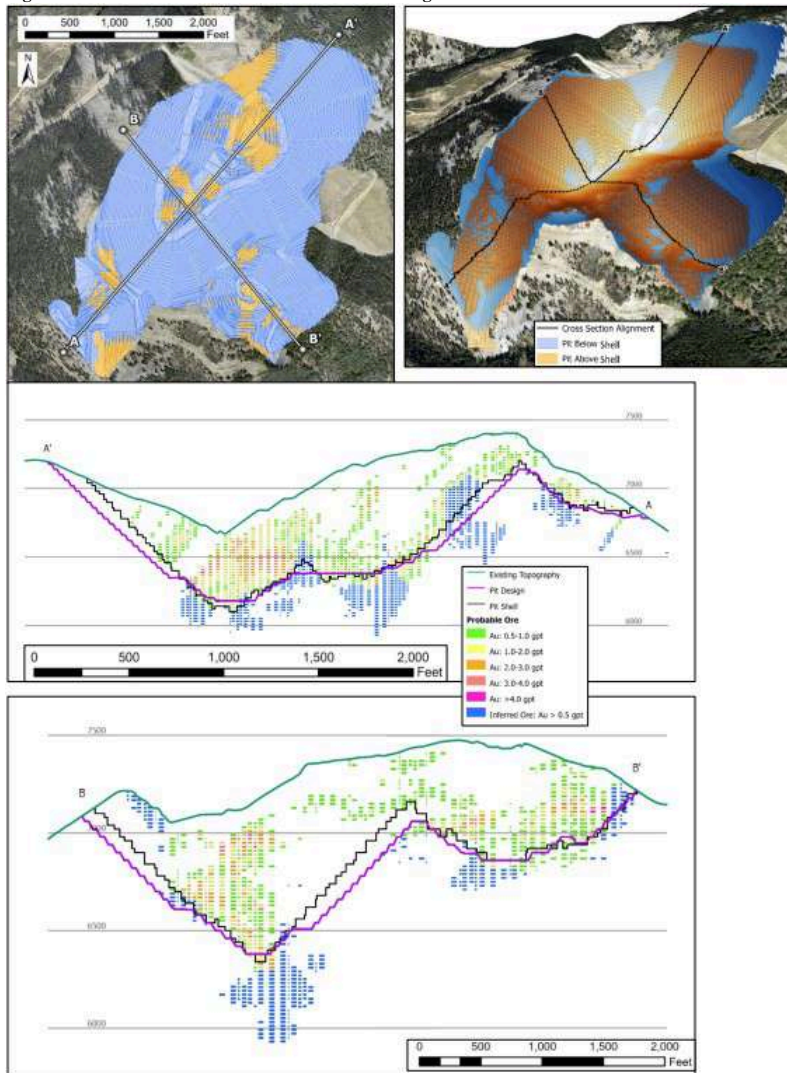 0 500 1,000 1,500 2,000
Feet
N
A'
B
A
B'
Cross Section Alignment
Pit Below Shell
Pit Above Shell
7500
A'
7000
A
6500
6000
Existing Topography
Pit Design
Pit Shell
Probable Ore
Au: 0.5-1.0 gpt
Au: 1.0-2.0 gpt
Au: 2.0-3.0 gpt
Au: 3.0-4.0 gpt
Au: >4.0 gpt
Inferred Ore: Au > 0.5 gpt
0 500 1,000 1,500 2,000
Feet
7500
B
B'
6500
6000
0 500 1,000 1,500 2,000
Feet